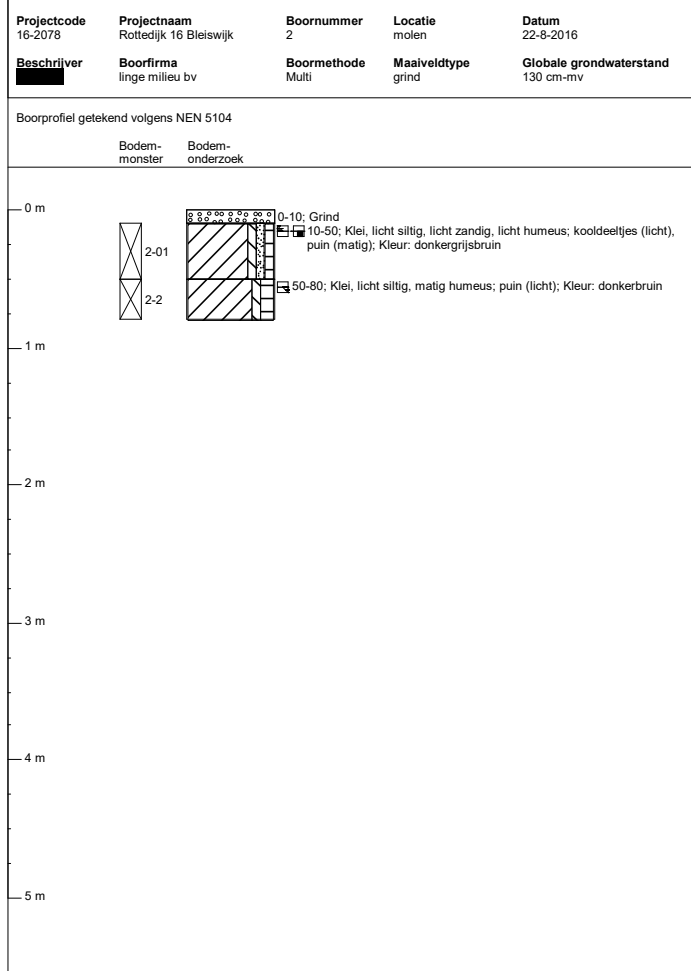 Projectcode Projectnaam Boornummer Locatie Datum
16-2078 Rottedijk 16 Bleiswijk 2 molen 22-8-2016
Beschrijver Boorfirma Boormethode Maaiveldtype Globale grondwaterstand
linge milieu bv Multi grind 130 cm-mv
Boorprofiel getekend volgens NEN 5104
Bodem- Bodem-
monster onderzoek
0 m
0-10; Grind
10-50; Klei, licht siltig, licht zandig, licht humeus; kooldeeltjes (licht),
puin (matig); Kleur: donkergrijsbruin
2-01
50-80; Klei, licht siltig, matig humeus; puin (licht); Kleur: donkerbruin
2-2
1 m
2 m
3 m
4 m
5 m